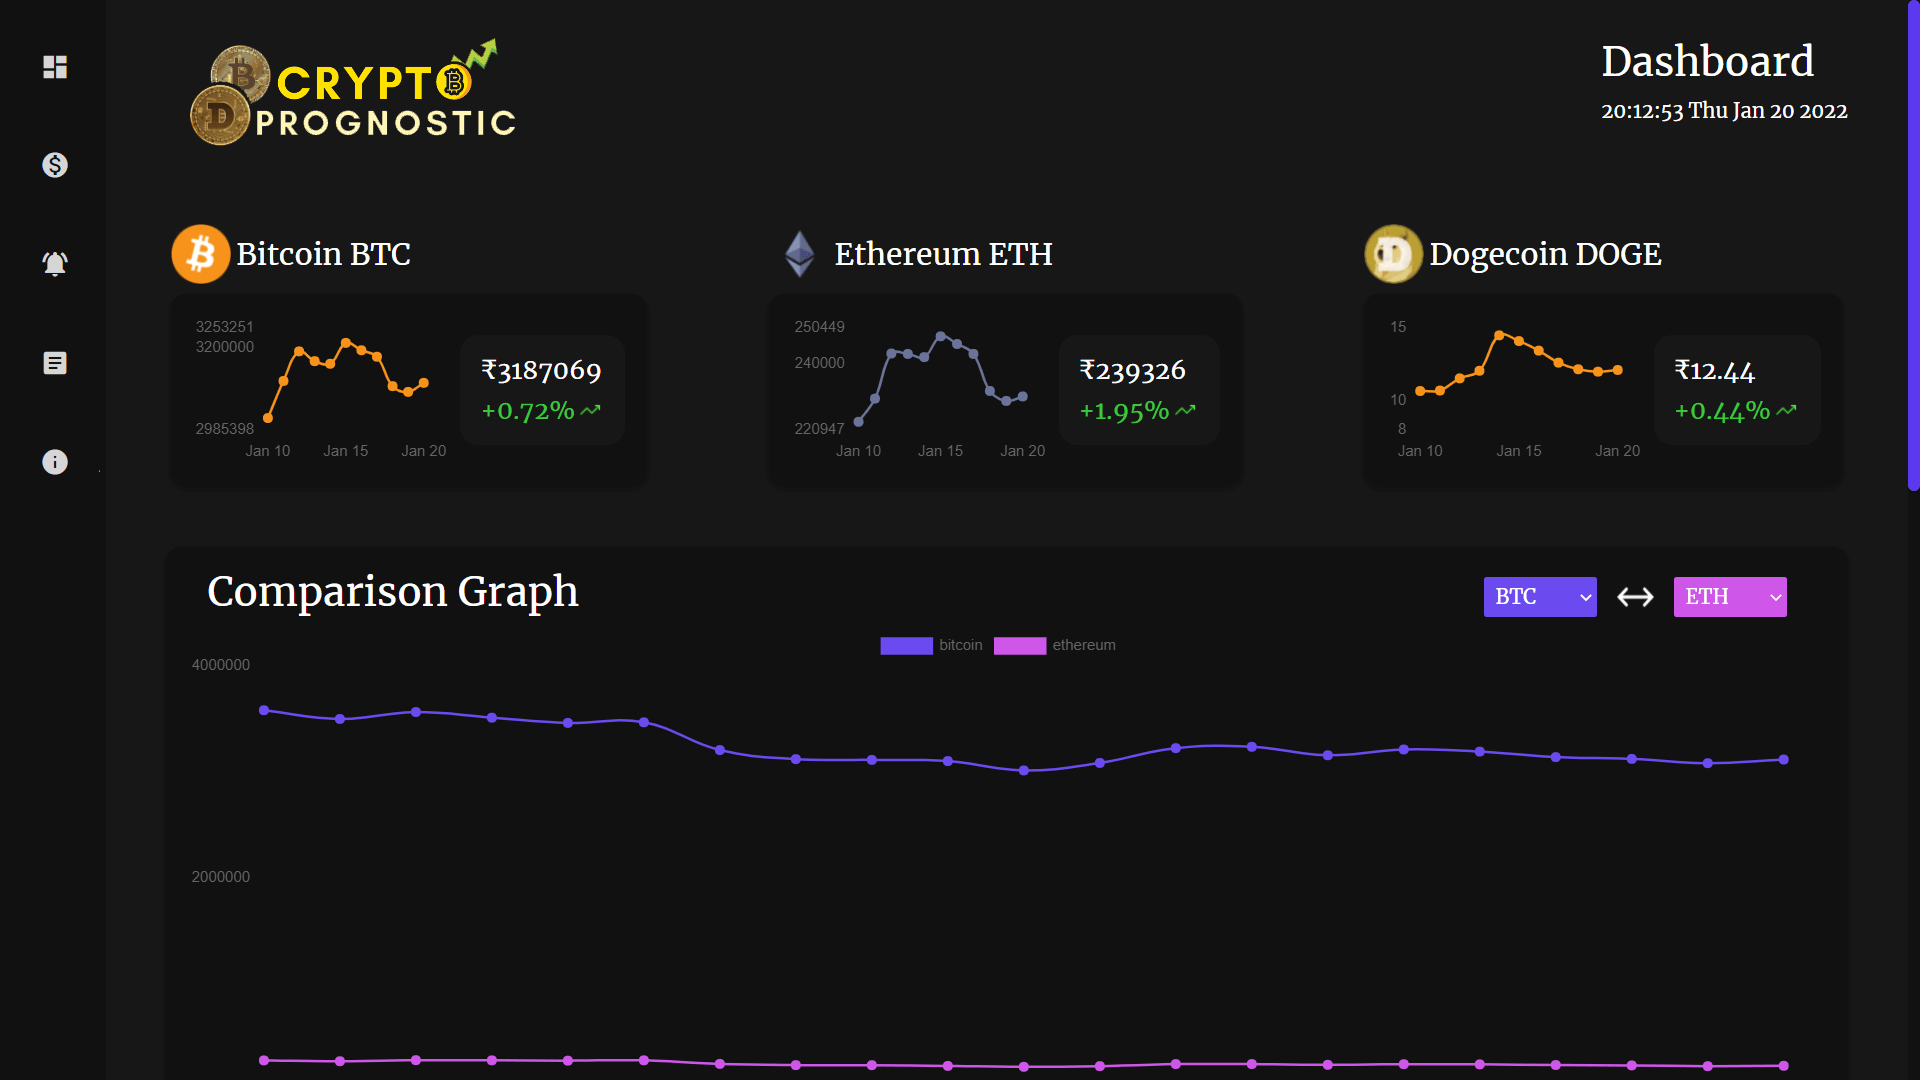 CRYPTO
PROGNOSTIC
Dashboard
20:12:53 Thu Jan 20 2022
Bitcoin BTC
3253251
3200000
2985398
Jan 10 Jan 15 Jan 20
₹3187069
+0.72%
Ethereum ETH
250449
240000
220947
Jan 10 Jan 15 Jan 20
₹239326
+1.95%
Dogecoin DOGE
15
10
8
Jan 10 Jan 15 Jan 20
₹12.44
+0.44%
Comparison Graph
BTC ETH
bitcoin ethereum
4000000
2000000